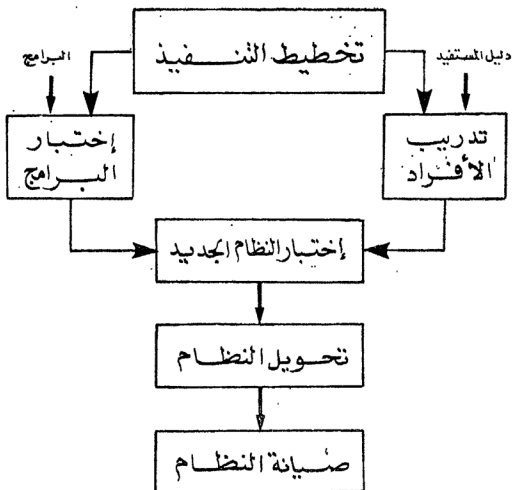 تخطيط التنفيذ
دليل المستفيد
البرامج
تدريب
الأفراد
إختبار
البرامج
إختبار النظام الجديد
تحويل النظام
صيانة النظام